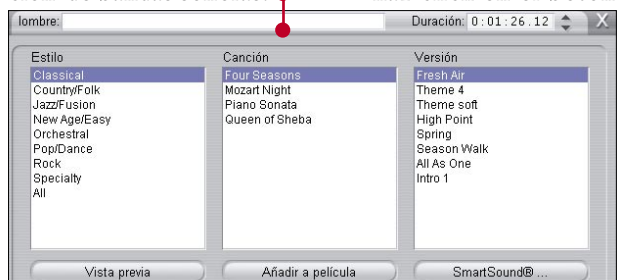 lombre:
Duración: 0:01:26.12 X
Estilo
Classical
Country/Folk
Jazz/Fusion
New Age/Easy
Orchestral
Pop/Dance
Rock
Specialty
All
Canción
Four Seasons
Mozart Night
Piano Sonata
Queen of Sheba
Versión
Fresh Air
Theme 4
Theme soft
High Point
Spring
Season Walk
All As One
Intro 1
Vista previa
Añadir a película
SmartSound® ...